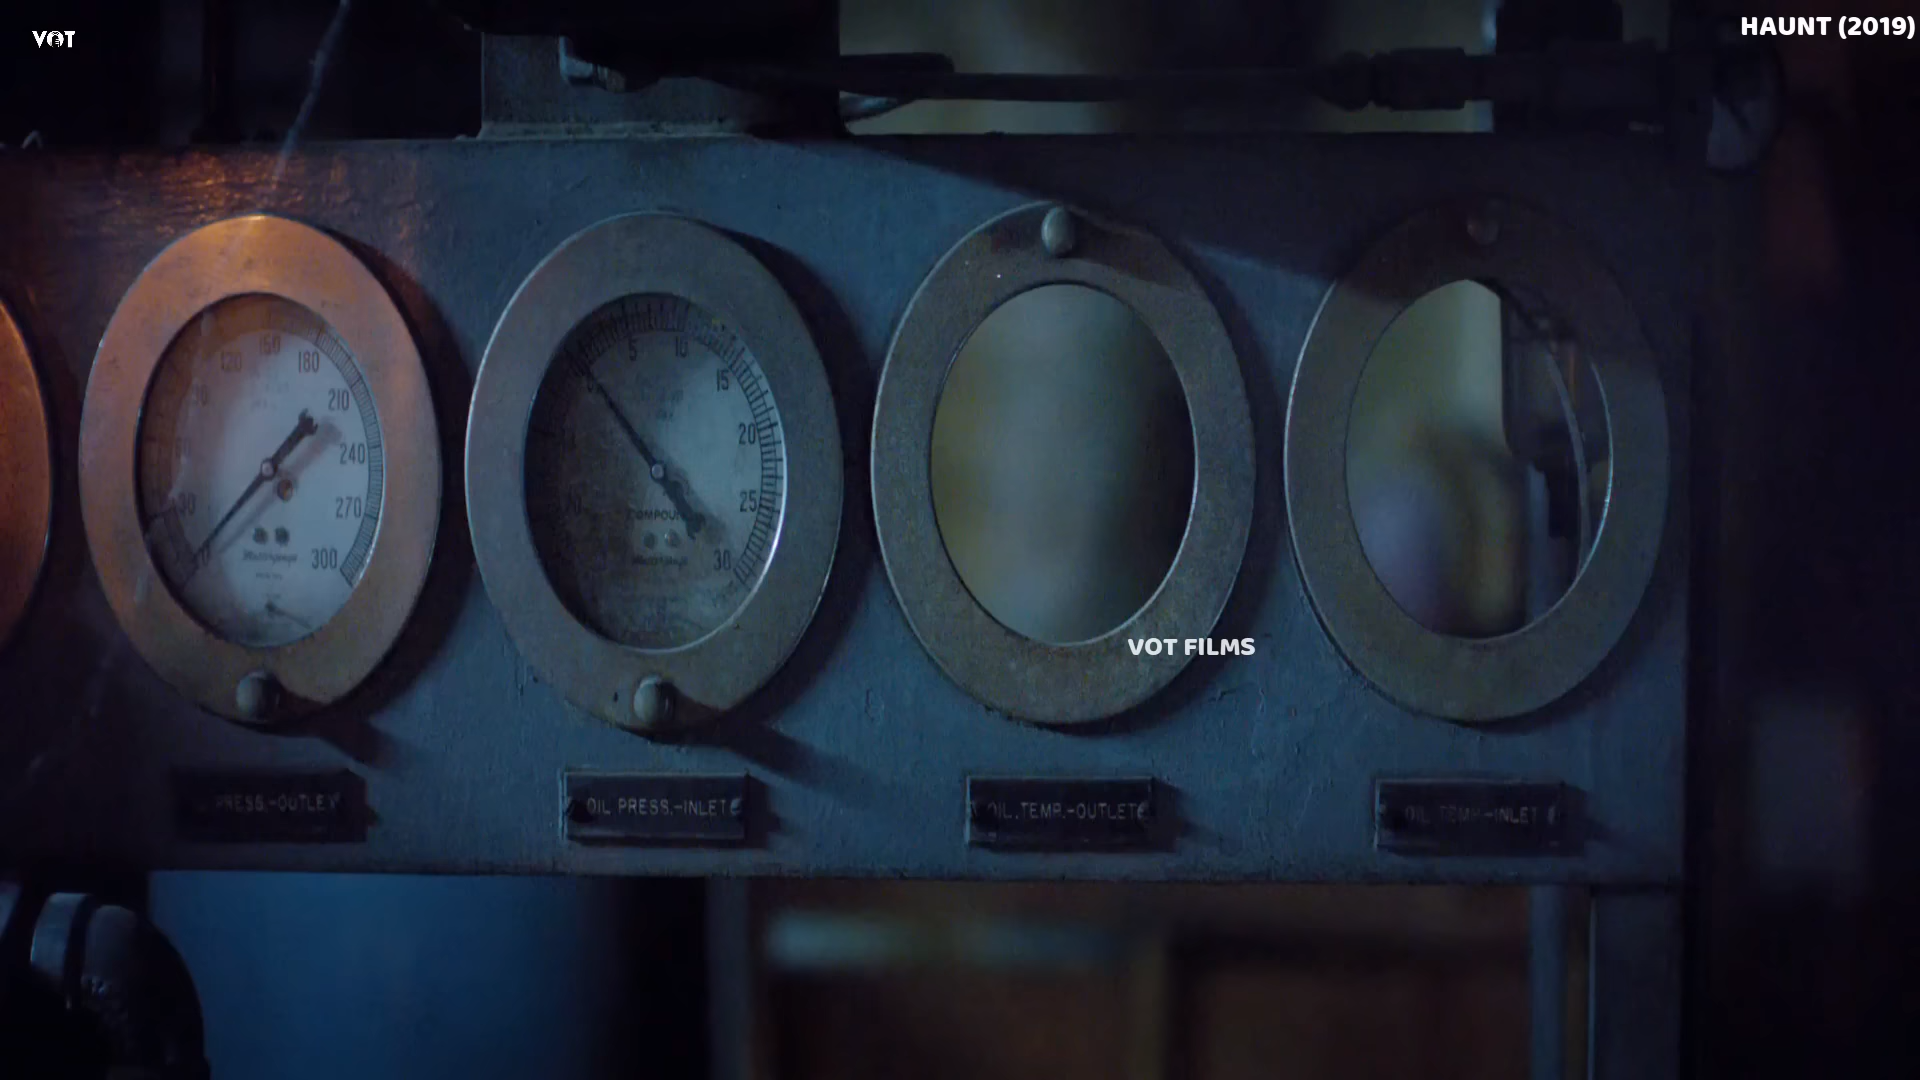 VOT
HAUNT (2019)
120 150 180
210
240
30 270
300
5 10
15
20
25
30
COMPOUND
PRESS.-OUTLET
OIL PRESS.-INLET
OIL.TEMP.-OUTLET
OIL TEMP.-INLET
VOT FILMS